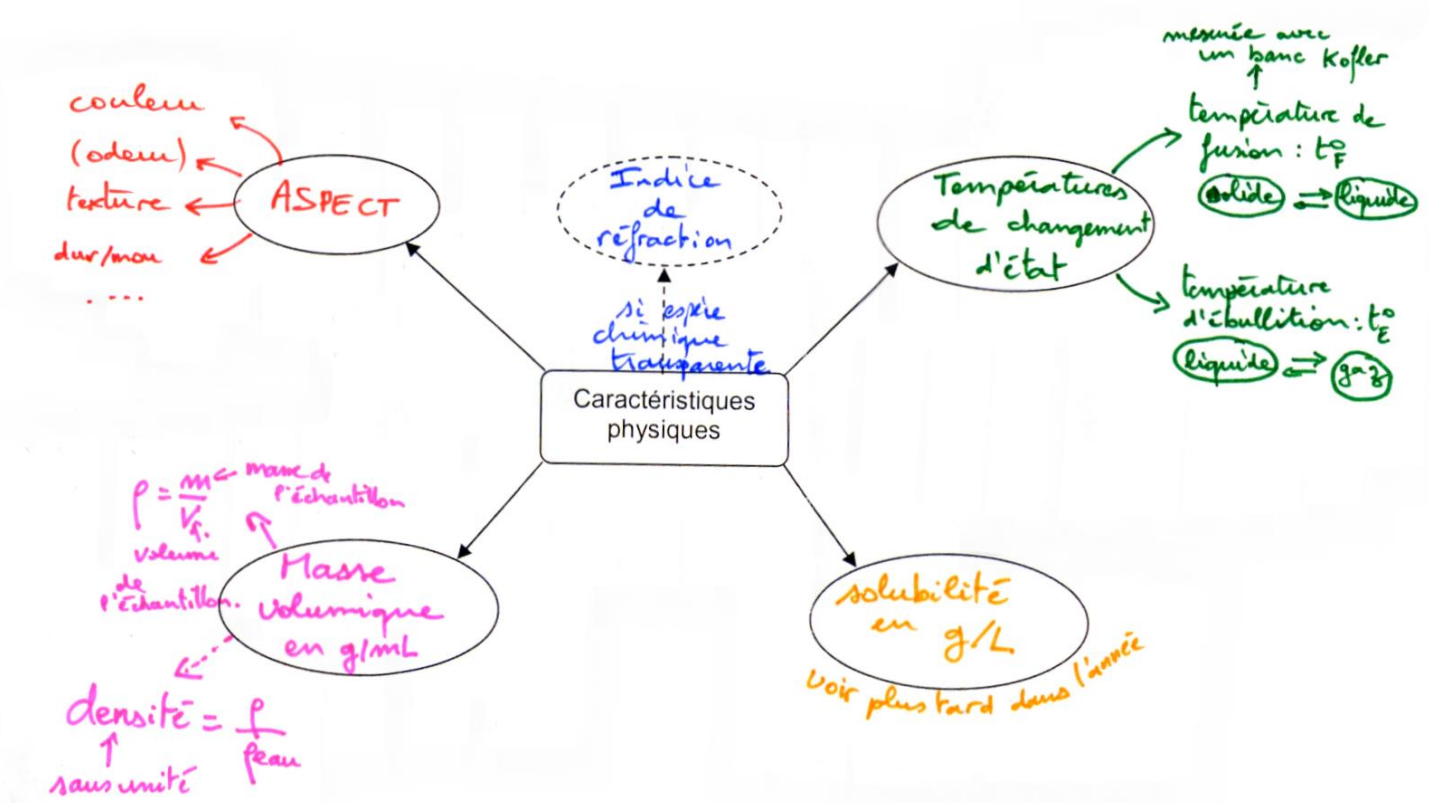 couleur
(odeur)
texture
dur/mou
....
ASPECT
Indice
de
réfraction
si espèce
chimique
transparente
Températures
de changement
d'état
mesurée avec
un banc Kofler
température de
fusion : t°F
solide ⇌ liquide
température
d'ébullition : t°E
liquide ⇌ gaz
Caractéristiques
physiques
ρ = m/V
masse de
l'échantillon
volume
de
l'échantillon.
Masse
volumique
en g/mL
densité = ρ/ρeau
sans unité
solubilité
en g/L
voir plus tard dans l'année